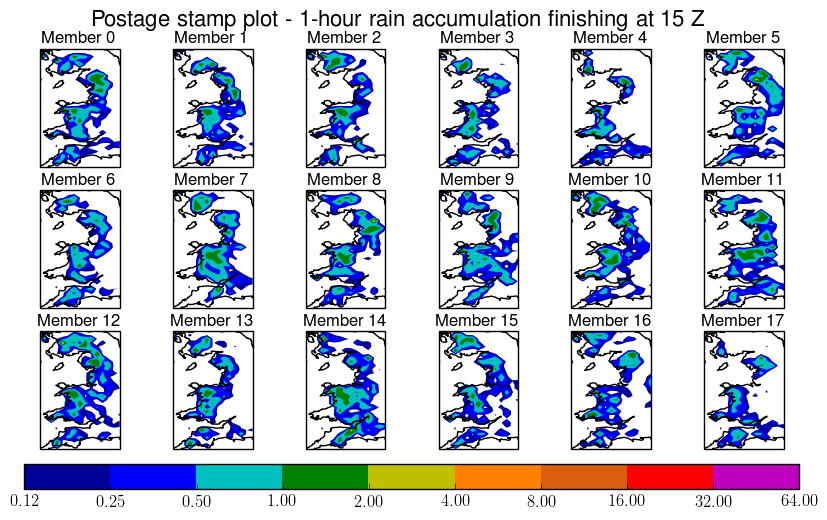 Postage stamp plot - 1-hour rain accumulation finishing at 15 Z
Member 0 Member 1 Member 2 Member 3 Member 4 Member 5
Member 6 Member 7 Member 8 Member 9 Member 10 Member 11
Member 12 Member 13 Member 14 Member 15 Member 16 Member 17
0.12 0.25 0.50 1.00 2.00 4.00 8.00 16.00 32.00 64.00